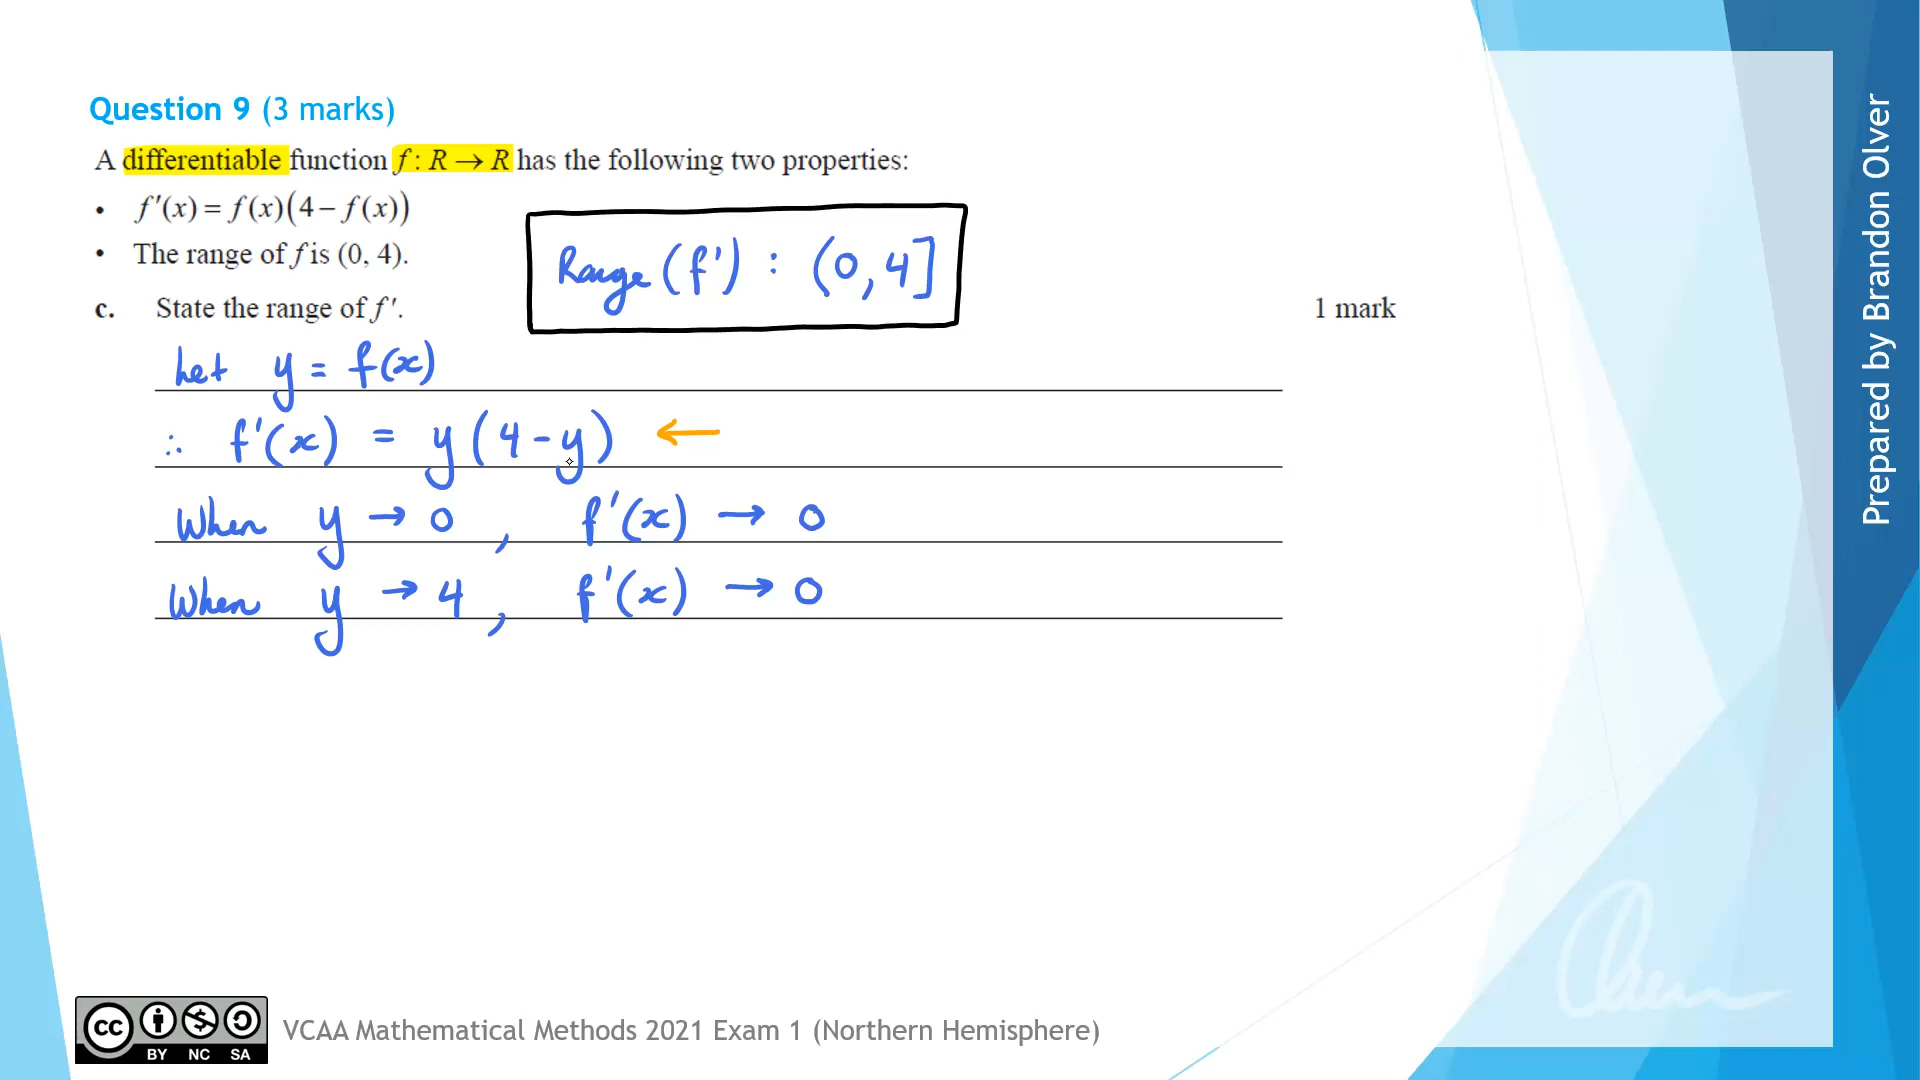 Question 9 (3 marks)
A differentiable function f : R → R has the following two properties:
• f′(x) = f(x)(4 − f(x))
• The range of f is (0, 4).
Range (f') : (0, 4]
c. State the range of f ′.
1 mark
Let y = f(x)
∴ f'(x) = y(4-y) ←
When y → 0 , f'(x) → 0
When y → 4 , f'(x) → 0
Prepared by Brandon Olver
cc
BY NC SA
VCAA Mathematical Methods 2021 Exam 1 (Northern Hemisphere)